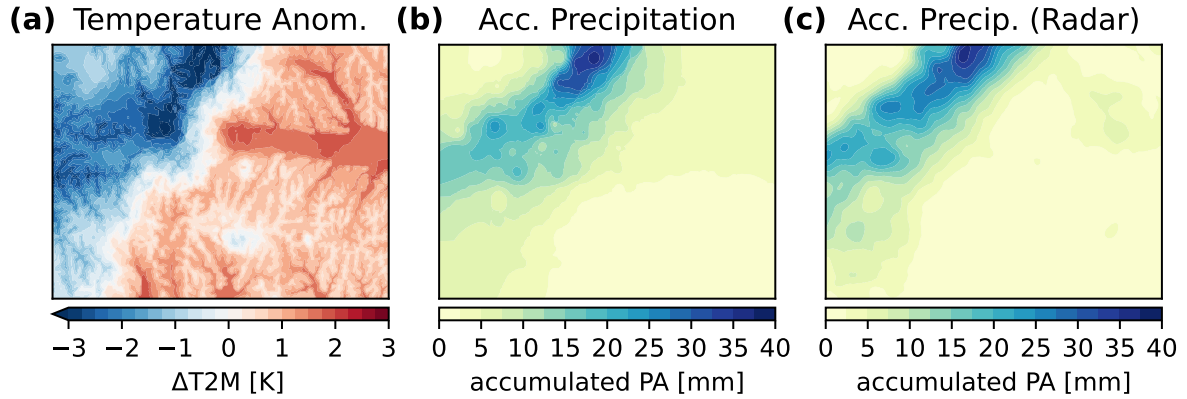 (a) Temperature Anom. (b) Acc. Precipitation (c) Acc. Precip. (Radar)
−3 −2 −1 0 1 2 3 0 5 10 15 20 25 30 35 40 0 5 10 15 20 25 30 35 40
ΔT2M [K] accumulated PA [mm] accumulated PA [mm]